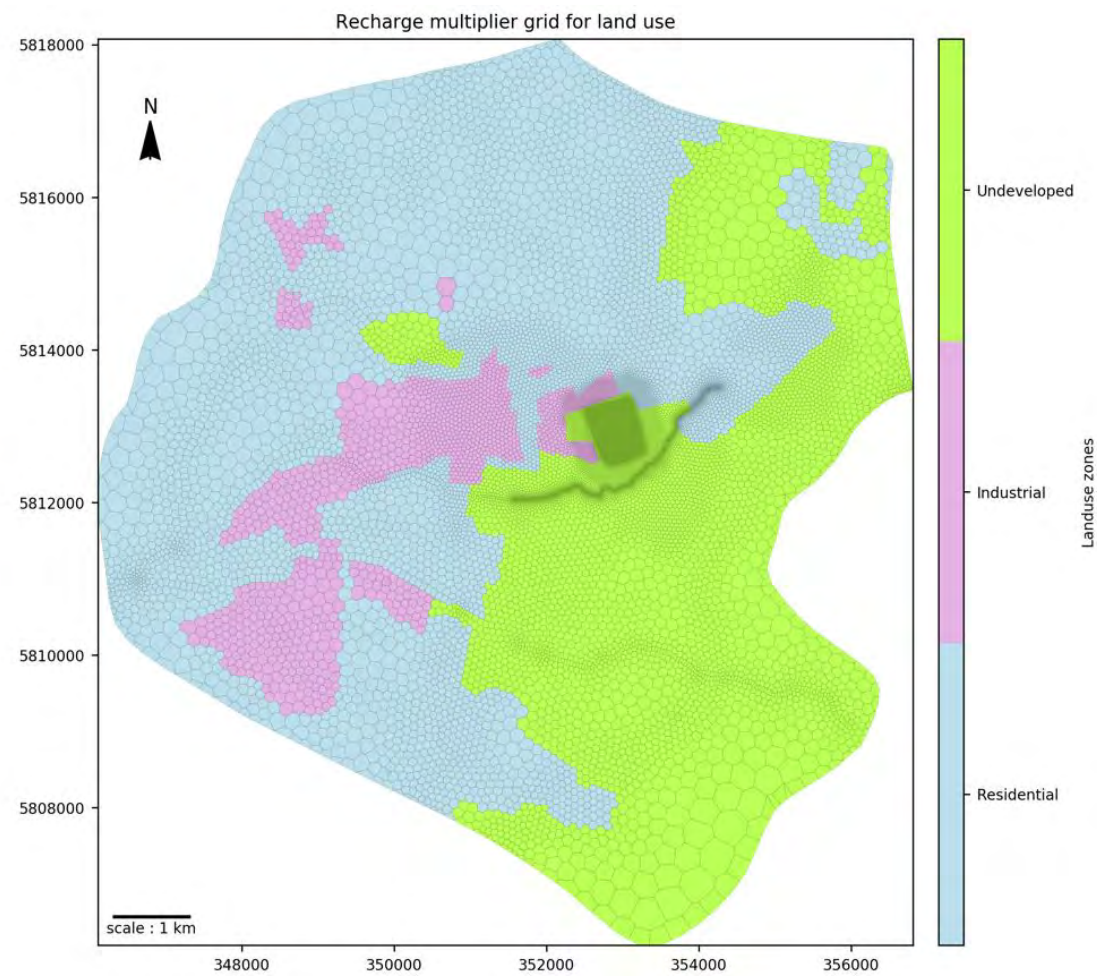 Recharge multiplier grid for land use
5818000
5816000
5814000
5812000
5810000
5808000
N
scale : 1 km
348000
350000
352000
354000
356000
Undeveloped
Industrial
Residential
Landuse zones